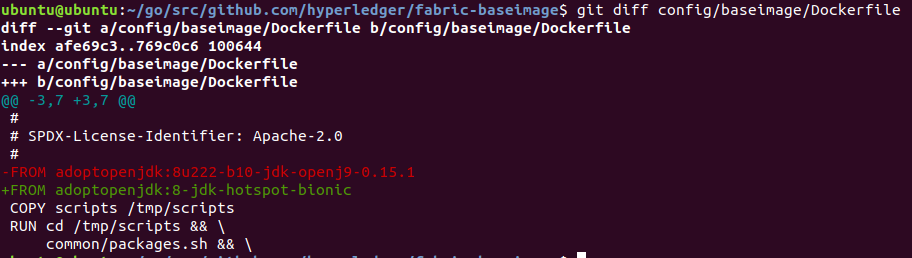 ubuntu@ubuntu:~/go/src/github.com/hyperledger/fabric-baseimage$ git diff config/baseimage/Dockerfile
diff --git a/config/baseimage/Dockerfile b/config/baseimage/Dockerfile
index afe69c3..769c0c6 100644
--- a/config/baseimage/Dockerfile
+++ b/config/baseimage/Dockerfile
@@ -3,7 +3,7 @@
 #
 # SPDX-License-Identifier: Apache-2.0
 #
-FROM adoptopenjdk:8u222-b10-jdk-openj9-0.15.1
+FROM adoptopenjdk:8-jdk-hotspot-bionic
 COPY scripts /tmp/scripts
 RUN cd /tmp/scripts && \
     common/packages.sh && \